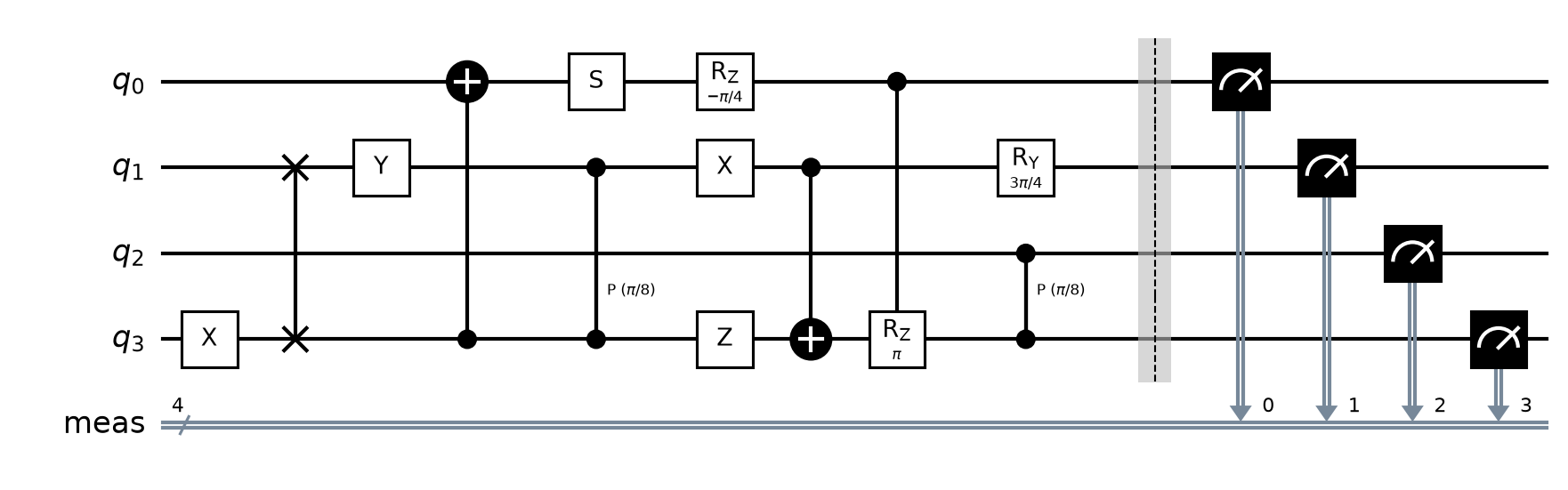 q0 S RZ −π/4 0
q1 Y X RY 3π/4 1
P (π/8)
q2 P (π/8) 2
q3 X Z RZ π 3
meas 4